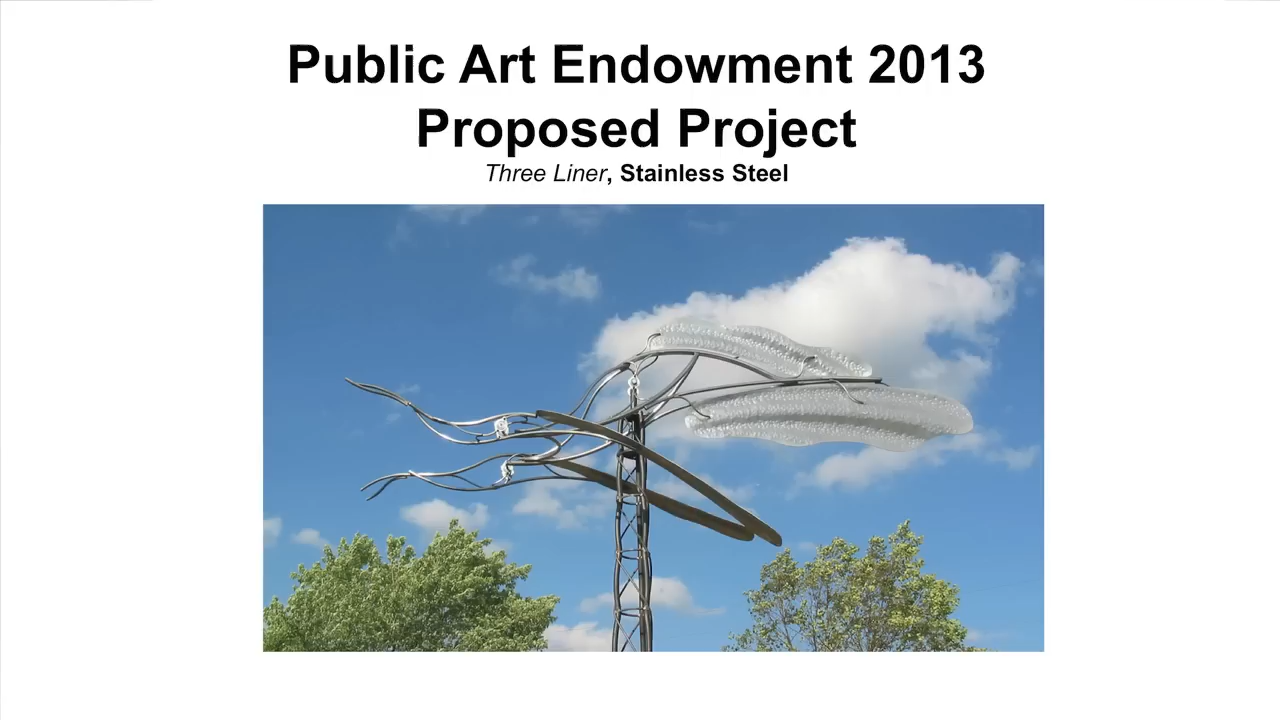 Public Art Endowment 2013
Proposed Project
Three Liner, Stainless Steel